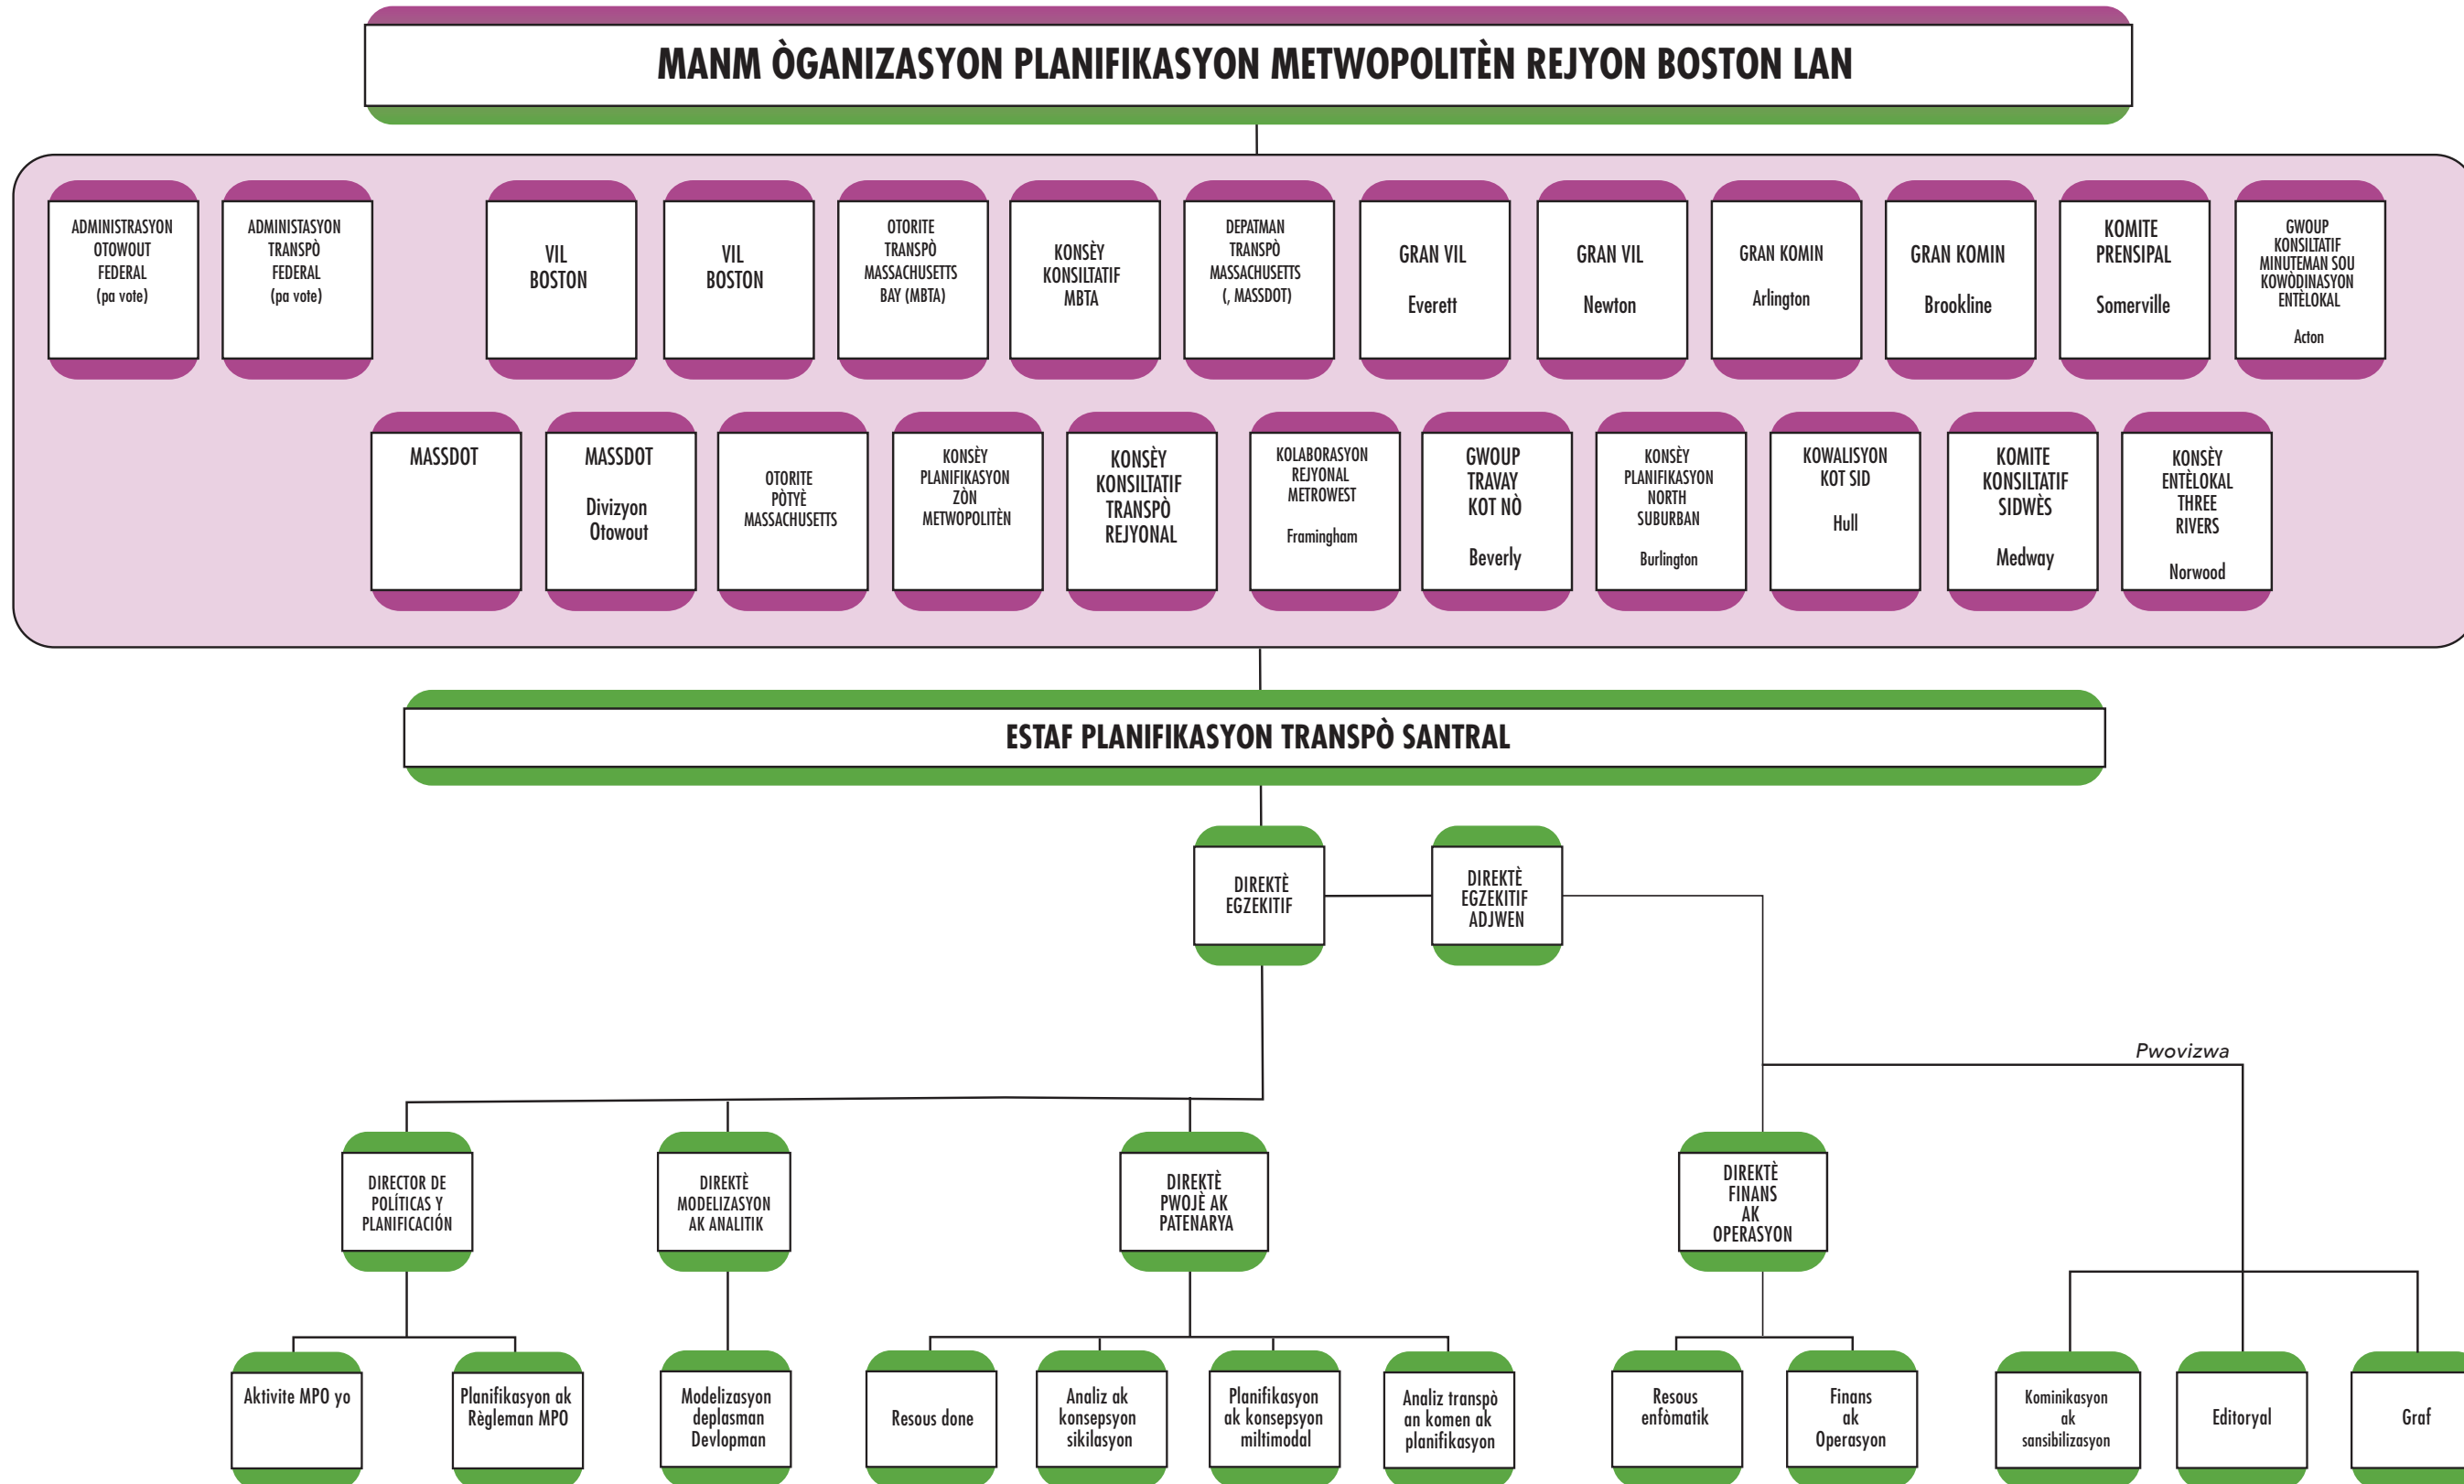 MANM ÒGANIZASYON PLANIFIKASYON METWOPOLITÈN REJYON BOSTON LAN
ADMINISTRASYON
OTOWOUT
FEDERAL
(pa vote)
ADMINISTASYON
TRANSPÒ
FEDERAL
(pa vote)
VIL
BOSTON
VIL
BOSTON
OTORITE
TRANSPÒ
MASSACHUSETTS
BAY (MBTA)
KONSÈY
KONSILTATIF
MBTA
DEPATMAN
TRANSPÒ
MASSACHUSETTS
(, MASSDOT)
GRAN VIL
Everett
GRAN VIL
Newton
GRAN KOMIN
Arlington
GRAN KOMIN
Brookline
KOMITE
PRENSIPAL
Somerville
GWOUP
KONSILTATIF
MINUTEMAN SOU
KOWÒDINASYON
ENTÈLOKAL
Acton
MASSDOT
MASSDOT
Divizyon
Otowout
OTORITE
PÒTYÈ
MASSACHUSETTS
KONSÈY
PLANIFIKASYON
ZÒN
METWOPOLITÈN
KONSÈY
KONSILTATIF
TRANSPÒ
REJYONAL
KOLABORASYON
REJYONAL
METROWEST
Framingham
GWOUP
TRAVAY
KOT NÒ
Beverly
KONSÈY
PLANIFIKASYON
NORTH
SUBURBAN
Burlington
KOWALISYON
KOT SID
Hull
KOMITE
KONSILTATIF
SIDWÈS
Medway
KONSÈY
ENTÈLOKAL
THREE
RIVERS
Norwood
ESTAF PLANIFIKASYON TRANSPÒ SANTRAL
DIREKTÈ
EGZEKITIF
DIREKTÈ
EGZEKITIF
ADJWEN
Pwovizwa
DIRECTOR DE
POLÍTICAS Y
PLANIFICACIÓN
DIREKTÈ
MODELIZASYON
AK ANALITIK
DIREKTÈ
PWOJÈ AK
PATENARYA
DIREKTÈ
FINANS
AK
OPERASYON
Aktivite MPO yo
Planifikasyon ak
Règleman MPO
Modelizasyon
deplasman
Devlopman
Resous done
Analiz ak
konsepsyon
sikilasyon
Planifikasyon
ak konsepsyon
miltimodal
Analiz transpò
an komen ak
planifikasyon
Resous
enfòmatik
Finans
ak
Operasyon
Kominikasyon
ak
sansibilizasyon
Editoryal
Graf